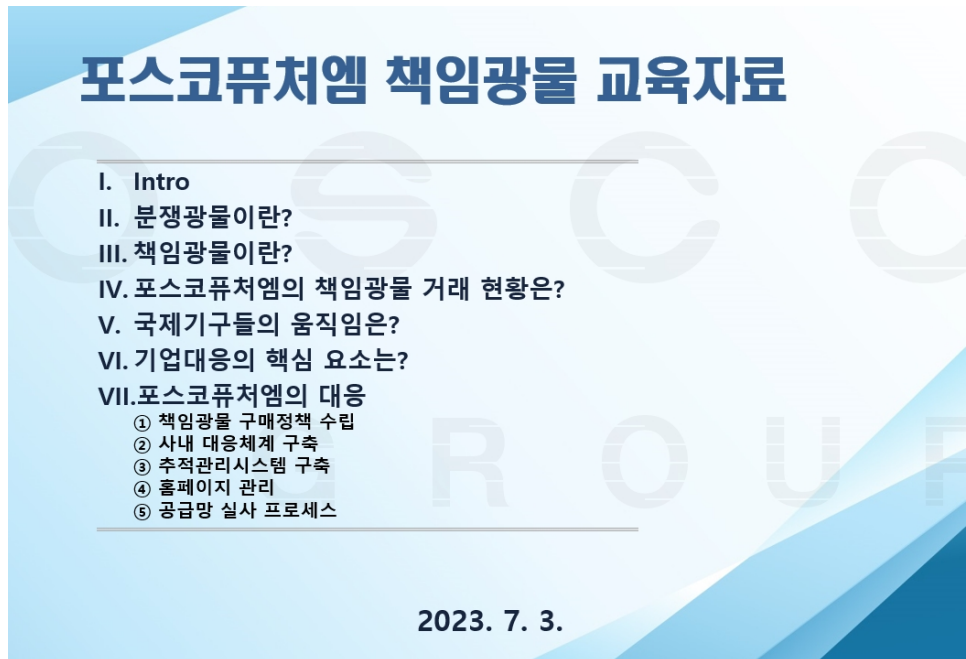 포스코퓨처엠 책임광물 교육자료
I. Intro
II. 분쟁광물이란?
III. 책임광물이란?
IV. 포스코퓨처엠의 책임광물 거래 현황은?
V. 국제기구들의 움직임은?
VI. 기업대응의 핵심 요소는?
VII.포스코퓨처엠의 대응
① 책임광물 구매정책 수립
② 사내 대응체계 구축
③ 추적관리시스템 구축
④ 홈페이지 관리
⑤ 공급망 실사 프로세스
2023. 7. 3.
OSCO
GROUP